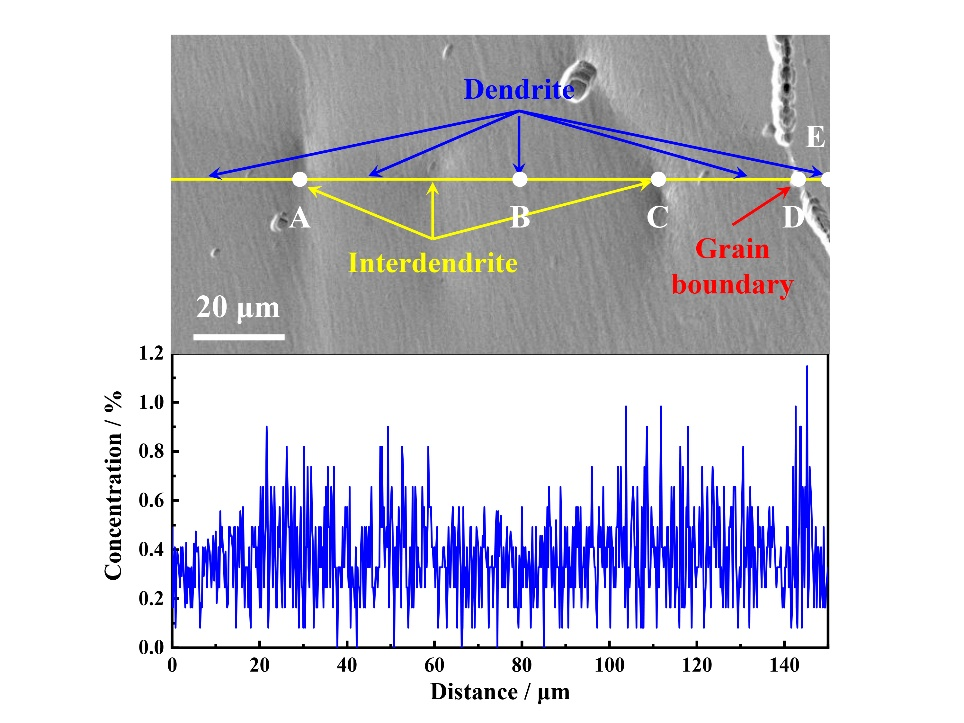 Dendrite
E
A
B
C
D
Interdendrite
Grain
boundary
20 μm
1.2
1.0
0.8
0.6
0.4
0.2
0.0
Concentration / %
0 20 40 60 80 100 120 140
Distance / μm